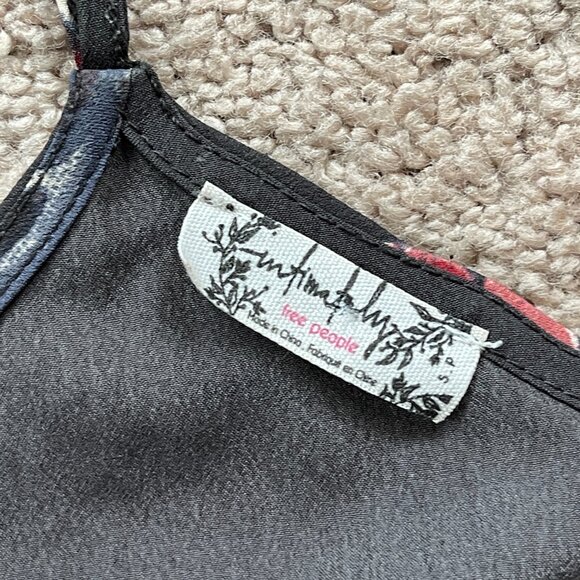 intimately
free people
Made in China. Fabriqué en Chine
S P